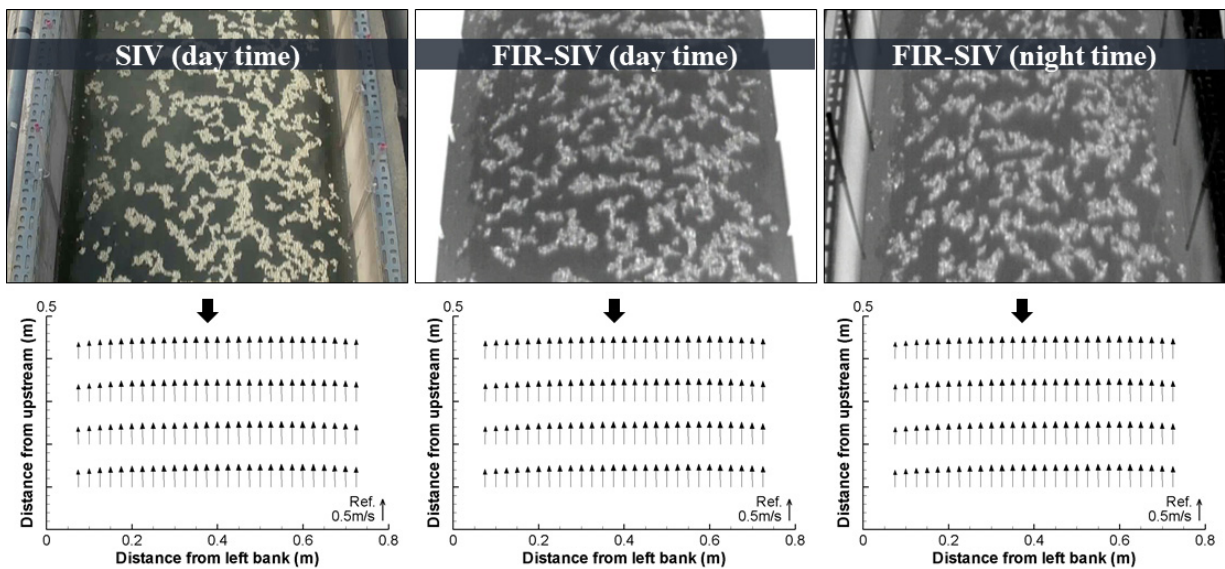 SIV (day time)
FIR-SIV (day time)
FIR-SIV (night time)
0.5
Distance from upstream (m)
Ref.
0.5m/s
0
0.2
0.4
0.6
0.8
Distance from left bank (m)
0.5
Distance from upstream (m)
Ref.
0.5m/s
0
0.2
0.4
0.6
0.8
Distance from left bank (m)
0.5
Distance from upstream (m)
Ref.
0.5m/s
0
0.2
0.4
0.6
0.8
Distance from left bank (m)